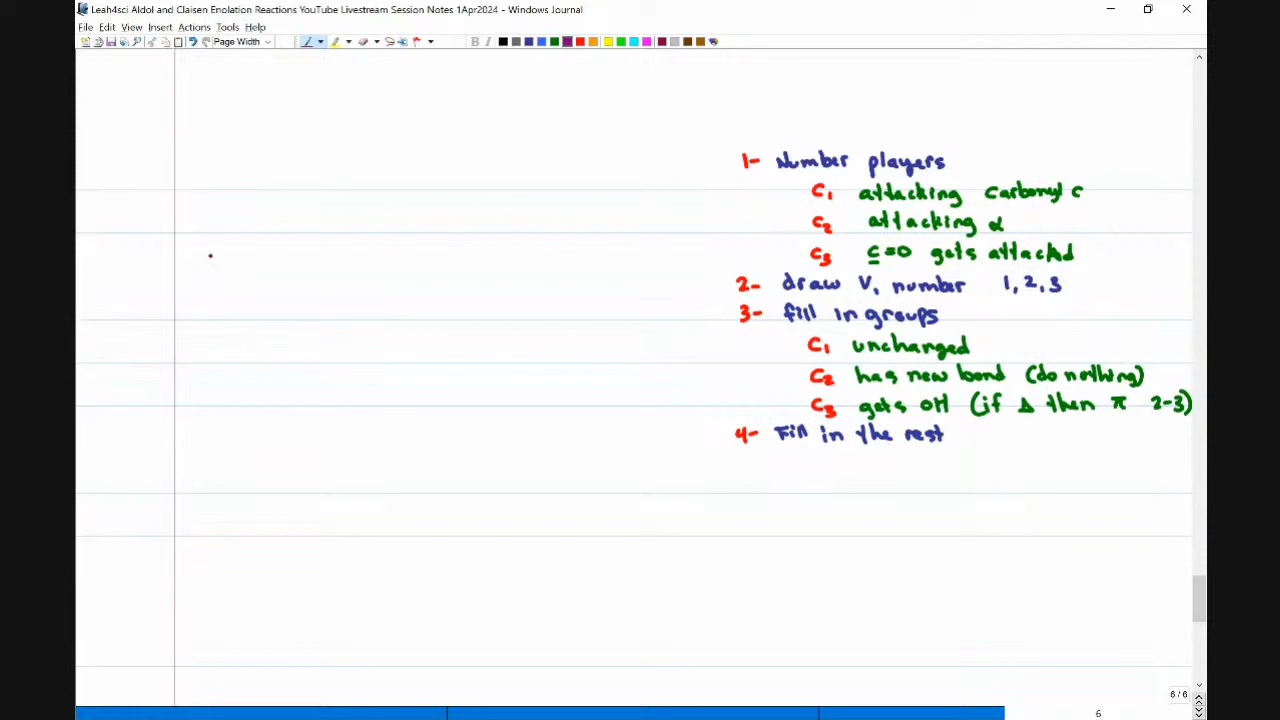 Leah4sci Aldol and Claisen Enolation Reactions YouTube Livestream Session Notes 1Apr2024 - Windows Journal
File Edit View Insert Actions Tools Help
Page Width B I
1- Number players
C1 attacking Carbonyl c
C2 attacking α
C3 C=O gets attackd
2- draw V, number 1, 2, 3
3- fill in groups
C1 unchanged
C2 has new bond (do nothing)
C3 gets OH (if Δ then π 2-3)
4- Fill in the rest
6 / 6
6